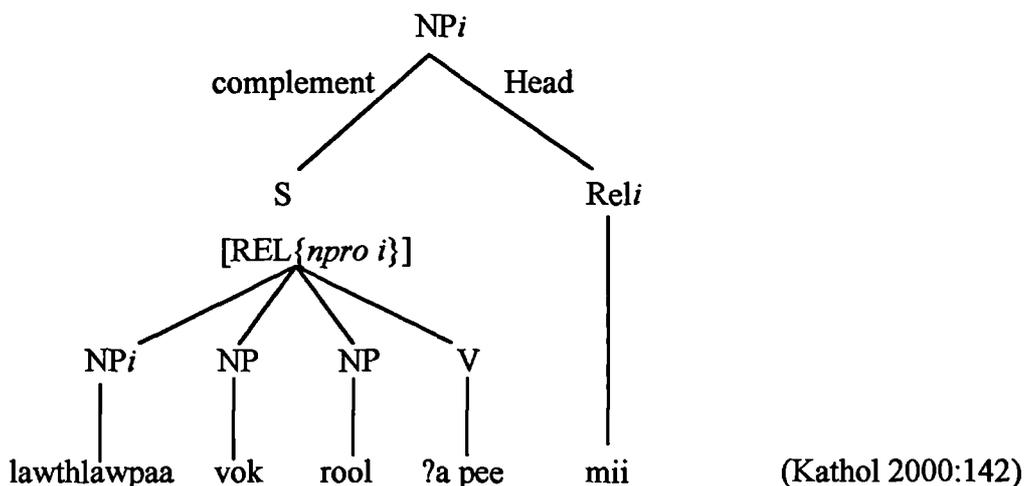 NPi
complement Head
S Reli
[REL{npro i}]
NPi NP NP V
lawthlawpaa vok rool ?a pee mii (Kathol 2000:142)